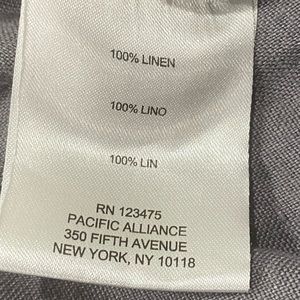 100% LINEN
100% LINO
100% LIN
RN 123475
PACIFIC ALLIANCE
350 FIFTH AVENUE
NEW YORK, NY 10118